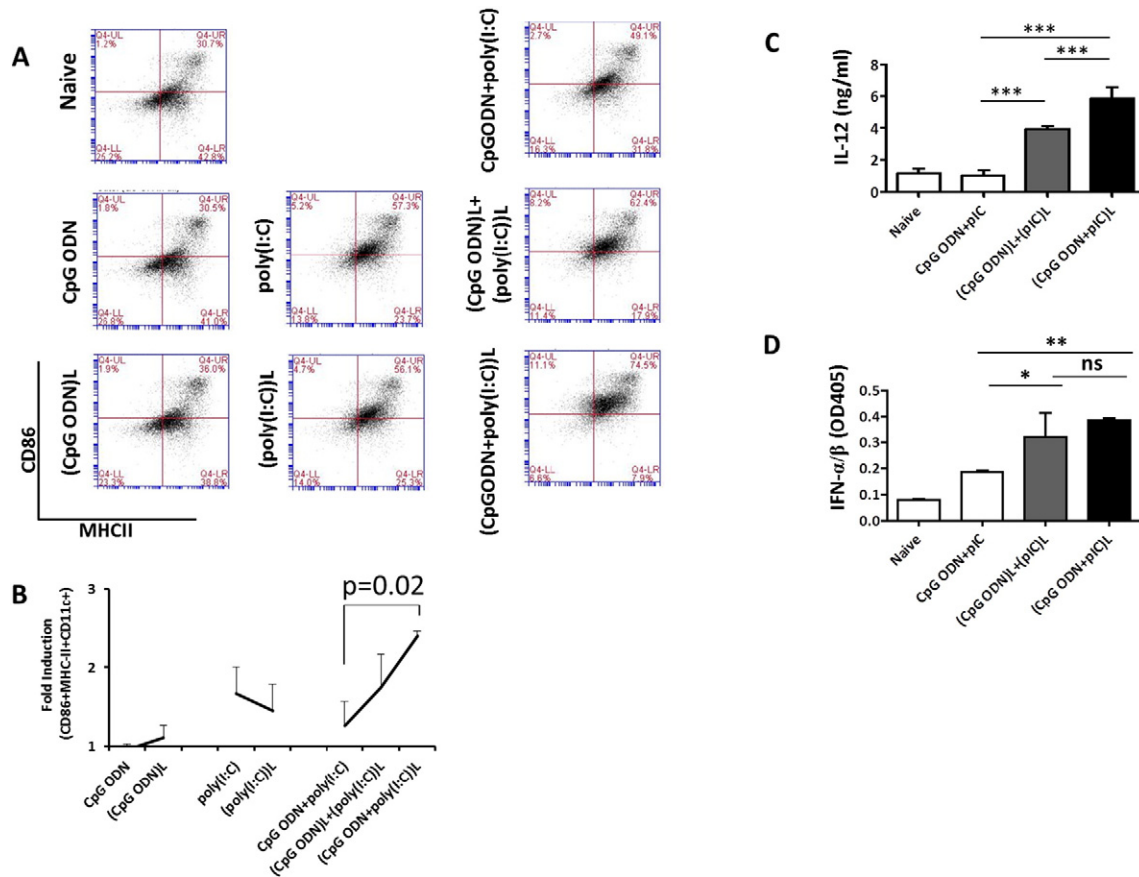 A
Naive
Q4-UL
1.2%
Q4-UR
30.7%
Q4-LL
25.2%
Q4-LR
42.8%
CpGODN+poly(I:C)
Q4-UL
2.7%
Q4-UR
49.1%
Q4-LL
16.3%
Q4-LR
31.8%
CpG ODN
Q4-UL
1.8%
Q4-UR
30.5%
Q4-LL
26.8%
Q4-LR
41.0%
poly(I:C)
Q4-UL
5.2%
Q4-UR
57.3%
Q4-LL
13.8%
Q4-LR
23.7%
(CpG ODN)L+
(poly(I:C))L
Q4-UL
8.2%
Q4-UR
62.4%
Q4-LL
11.4%
Q4-LR
17.9%
(CpG ODN)L
Q4-UL
1.9%
Q4-UR
36.0%
Q4-LL
23.3%
Q4-LR
38.8%
(poly(I:C))L
Q4-UL
4.7%
Q4-UR
56.1%
Q4-LL
14.0%
Q4-LR
25.3%
(CpGODN+poly(I:C))L
Q4-UL
11.1%
Q4-UR
74.5%
Q4-LL
6.6%
Q4-LR
7.9%
CD86
MHCII
B
Fold Induction
(CD86+MHC-II+CD11c+)
3
2
1
p=0.02
CpG ODN
(CpG ODN)L
poly(I:C)
(poly(I:C))L
CpG ODN+poly(I:C)
(CpG ODN)L+(poly(I:C))L
(CpG ODN+poly(I:C))L
C
IL-12 (ng/ml)
8
6
4
2
0
***
***
***
Naive
CpG ODN+pIC
(CpG ODN)L+(pIC)L
(CpG ODN+pIC)L
D
IFN-α/β (OD405)
0.5
0.4
0.3
0.2
0.1
0.0
**
*
ns
Naive
CpG ODN+pIC
(CpG ODN)L+(pIC)L
(CpG ODN+pIC)L